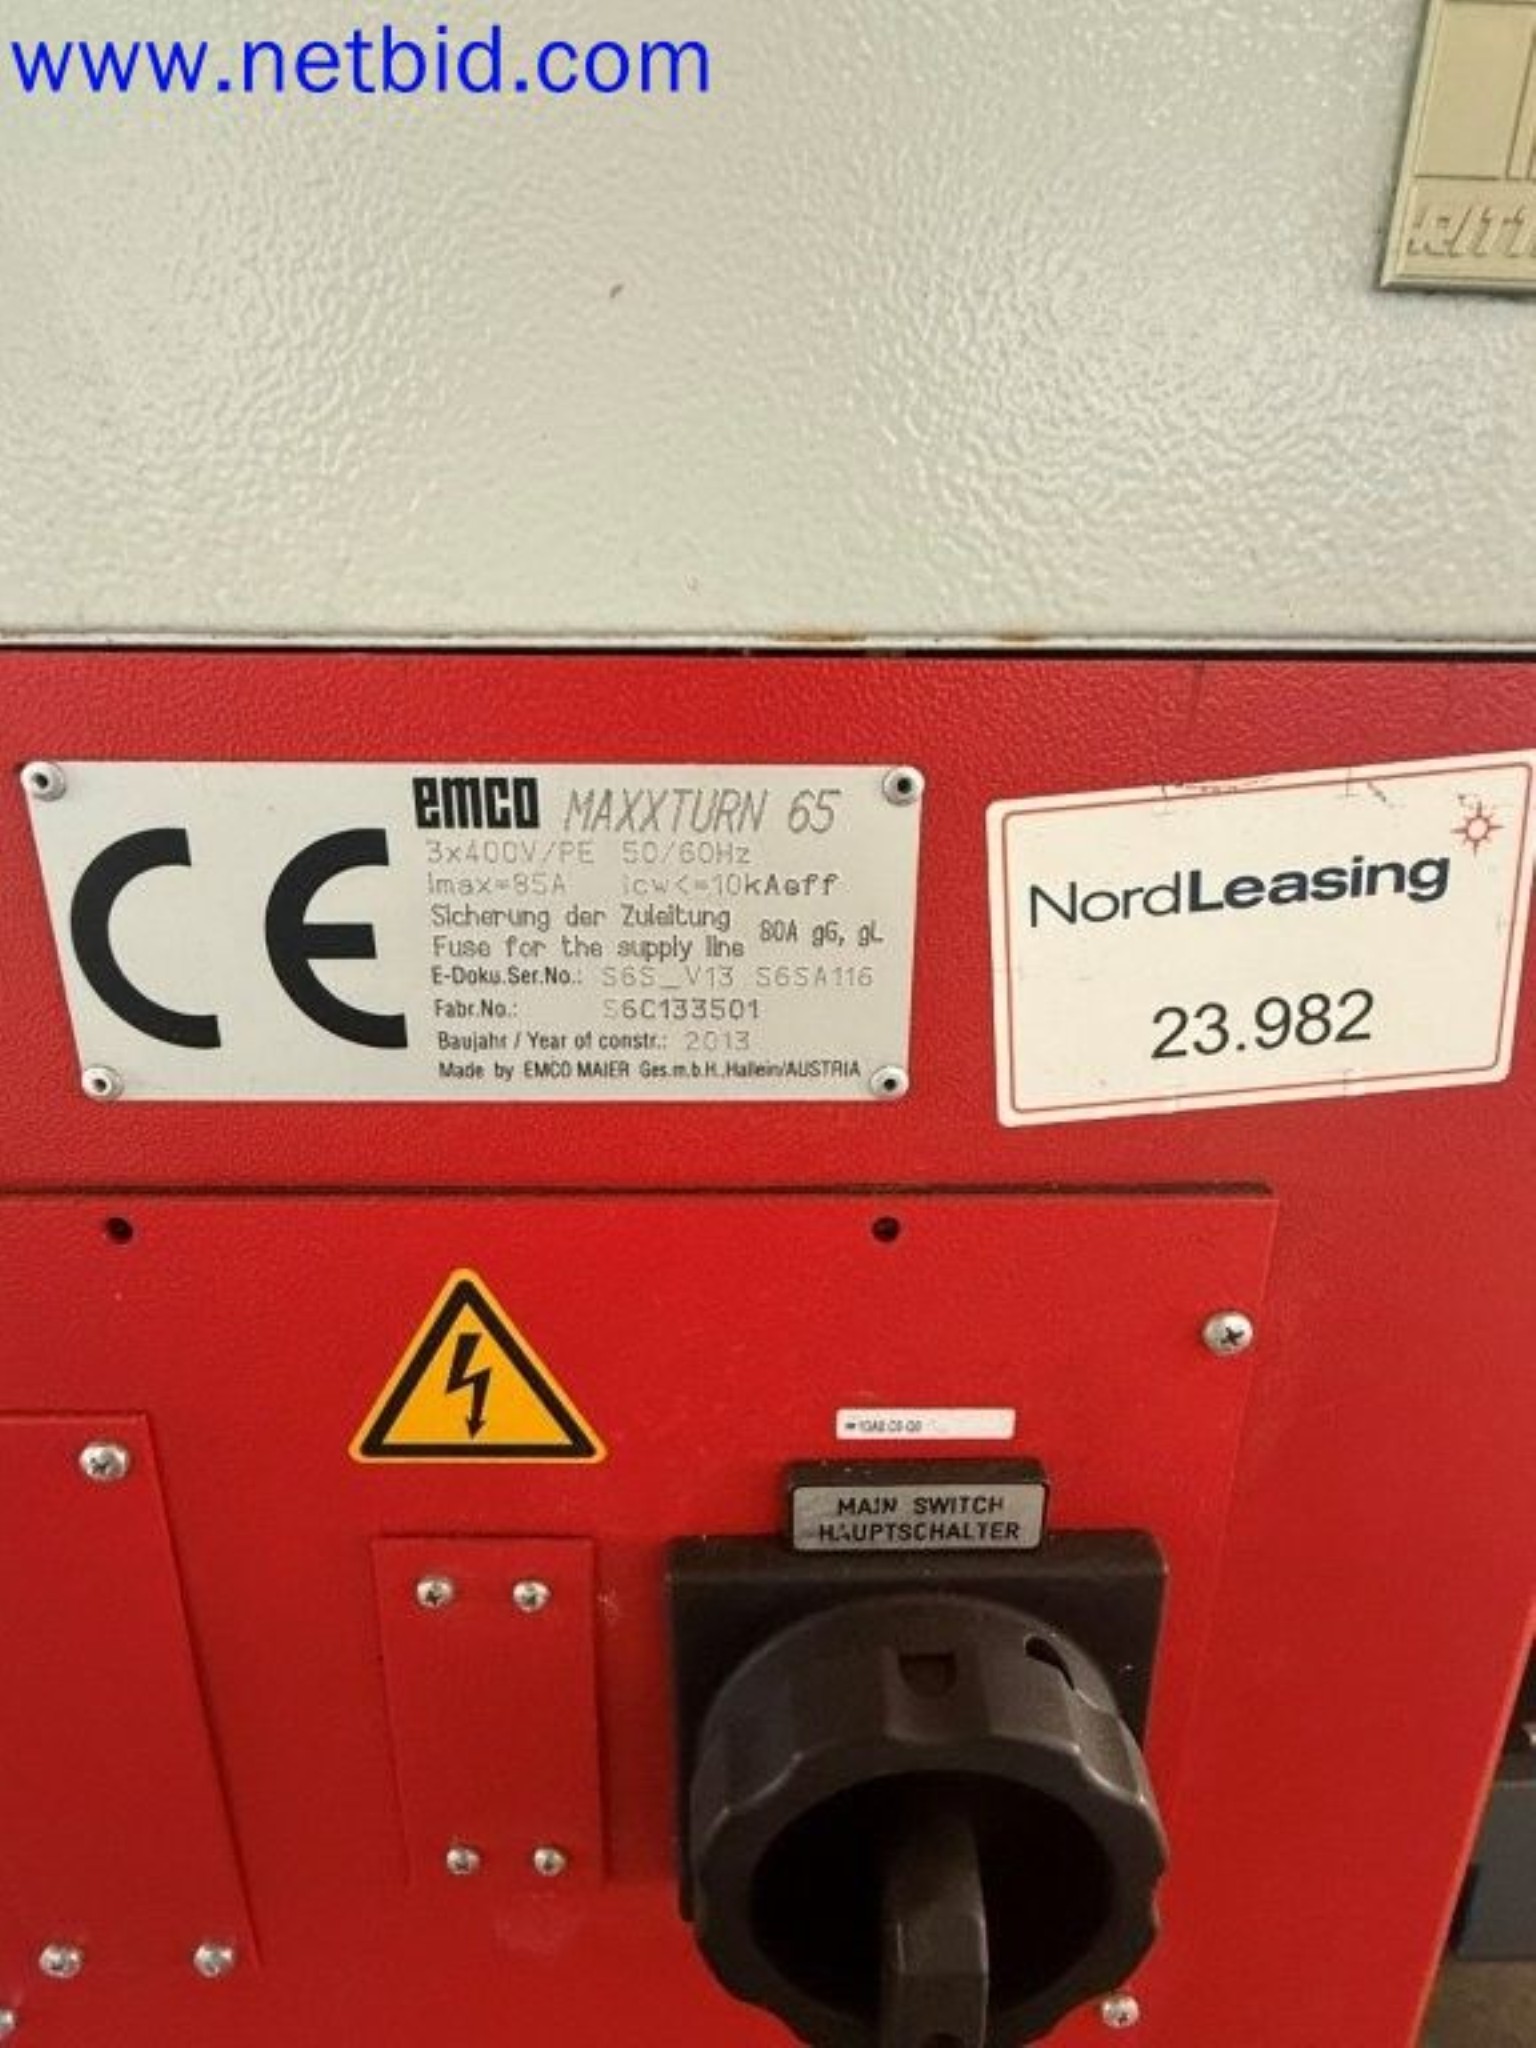 www.netbid.com
emco MAXXTURN 65
3x400V/PE 50/60Hz
Imax=85A Icw<=10kAeff
Sicherung der Zuleitung
Fuse for the supply line 80A gG, gL
E-Doku.Ser.No.: S6S_V13 S6SA116
Fabr.No.: S6C133501
Baujahr / Year of constr.: 2013
Made by EMCO MAIER Ges.m.b.H.,Hallein/AUSTRIA
CE
NordLeasing
23.982
MAIN SWITCH
HAUPTSCHALTER